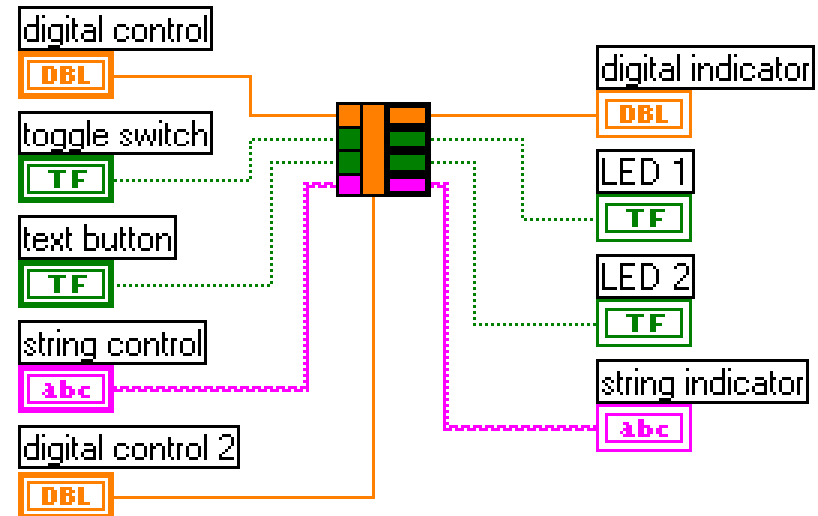 digital control
DBL
toggle switch
TF
text button
TF
string control
abc
digital control 2
DBL
digital indicator
DBL
LED 1
TF
LED 2
TF
string indicator
abc